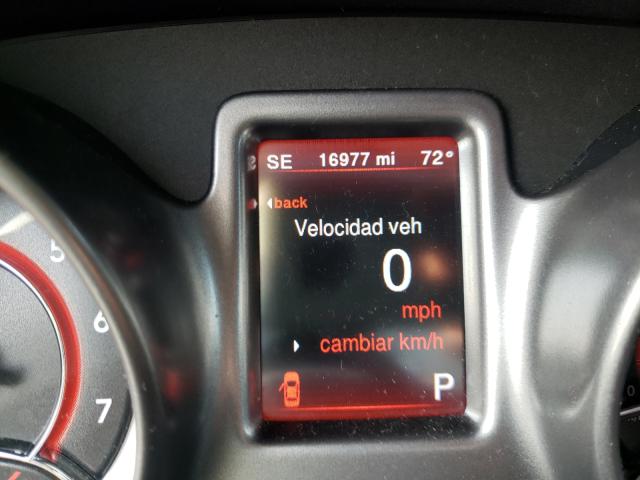 SE 16977 mi 72°
back
Velocidad veh
0
mph
cambiar km/h
P
5
6
7